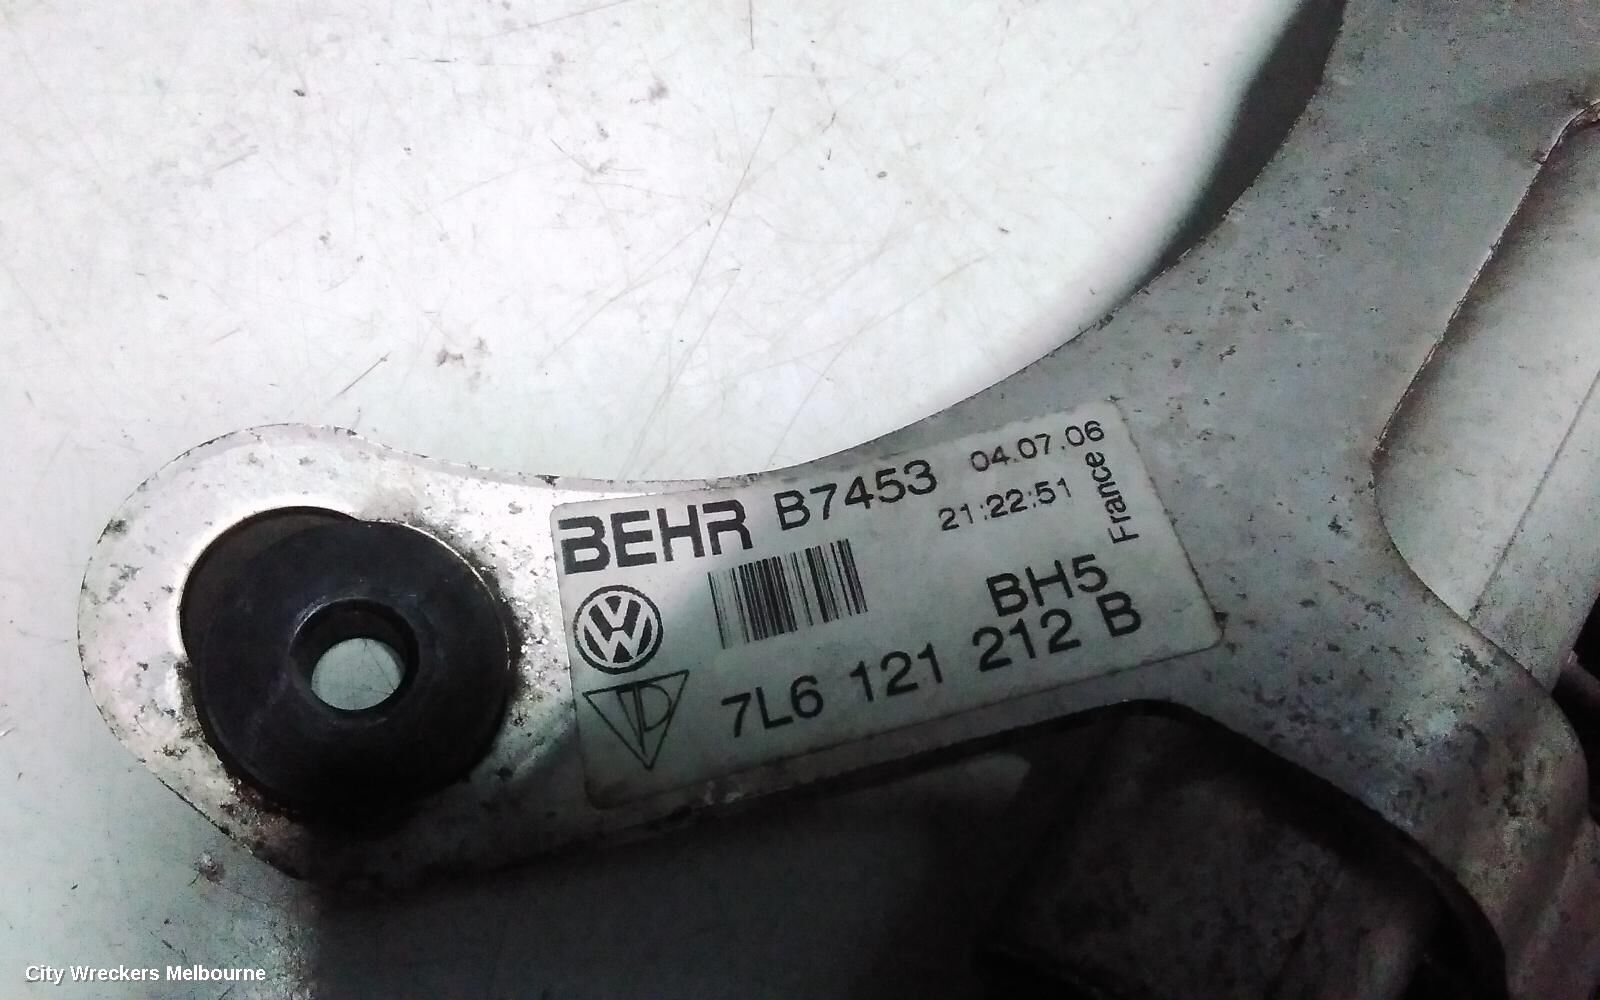 BEHR B7453 04.07.06
21:22:51
France
BH5
7L6 121 212 B
City Wreckers Melbourne